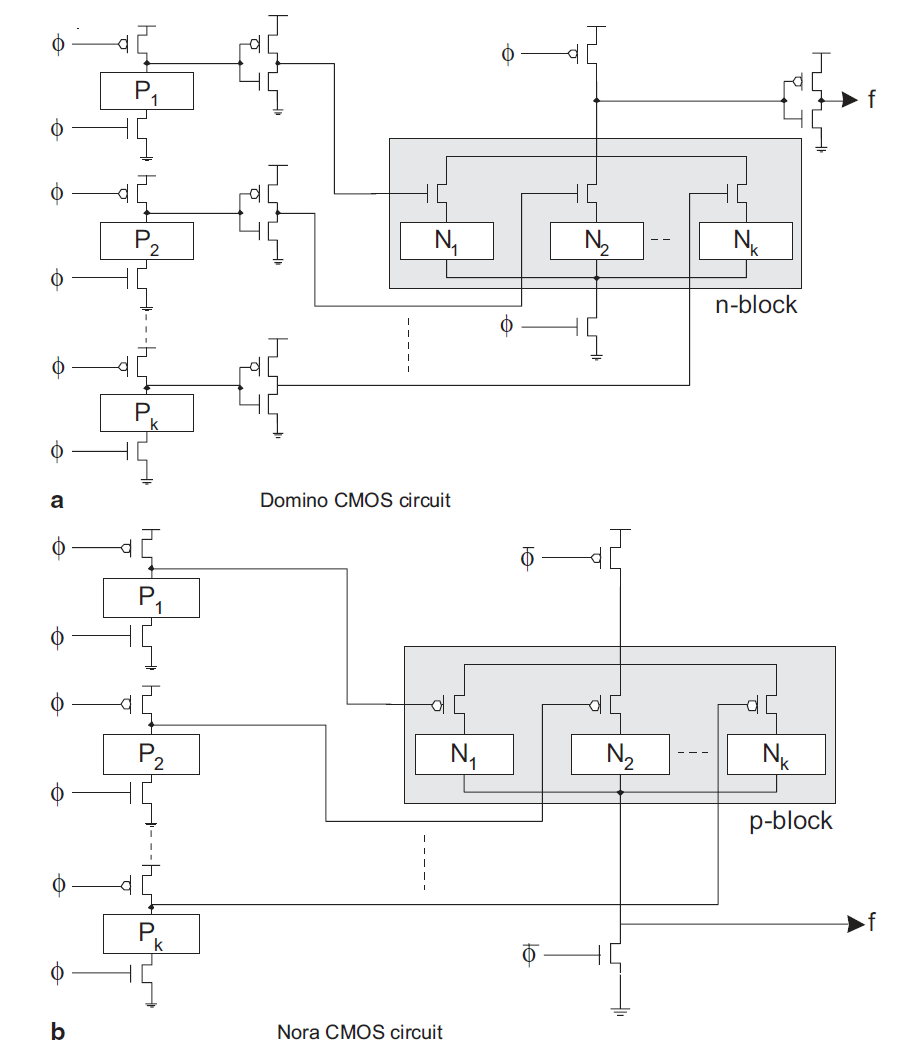 ϕ
ϕ
P1
f
ϕ
ϕ
P2
N1
N2
Nk
ϕ
n-block
ϕ
ϕ
Pk
ϕ
a Domino CMOS circuit
ϕ
ϕ̅
P1
ϕ
ϕ
P2
N1
N2
Nk
ϕ
p-block
ϕ
f
Pk
ϕ̅
ϕ
b Nora CMOS circuit